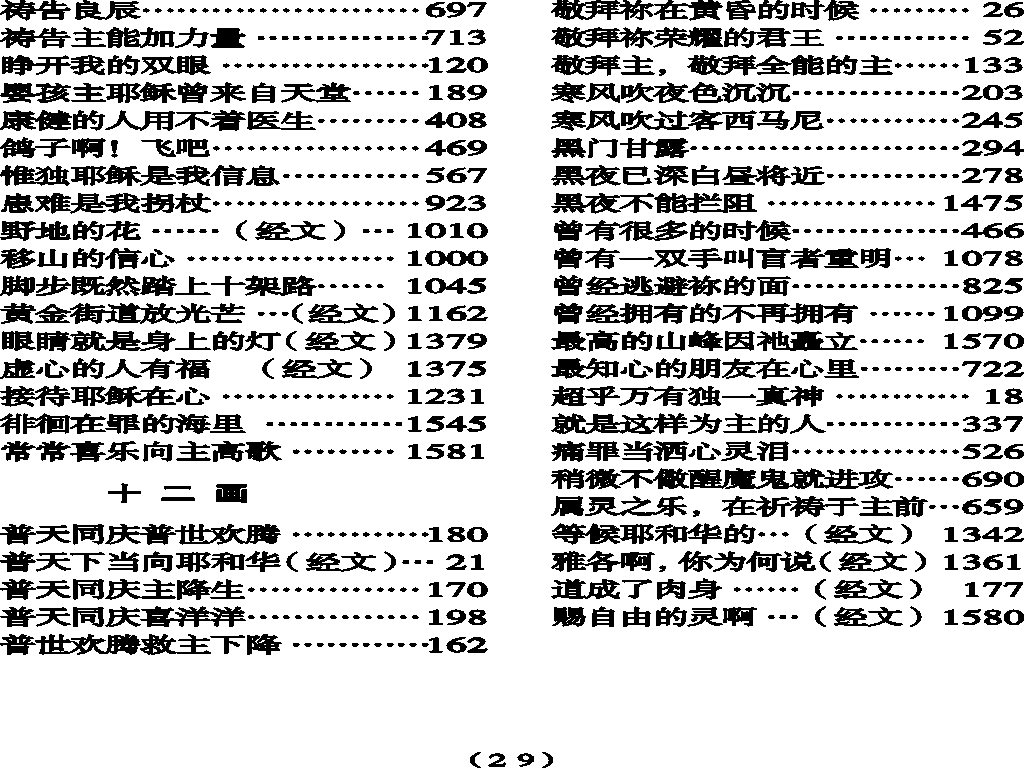 祷告良辰························697
祷告主能加力量 ···············713
睁开我的双眼 ··················120
婴孩主耶稣曾来自天堂······ 189
康健的人用不着医生········· 408
鸽子啊！飞吧·················· 469
惟独耶稣是我信息············ 567
患难是我拐杖·················· 923
野地的花 ······（经文）··· 1010
移山的信心 ·················· 1000
脚步既然踏上十架路······ 1045
黄金街道放光芒 ···（经文）1162
眼睛就是身上的灯（经文）1379
虚心的人有福 （经文） 1375
接待耶稣在心 ··············· 1231
徘徊在罪的海里 ············1545
常常喜乐向主高歌 ········· 1581
十 二 画
普天同庆普世欢腾 ············180
普天下当向耶和华（经文）··· 21
普天同庆主降生··············· 170
普天同庆喜洋洋··············· 198
普世欢腾救主下降 ············162
敬拜祢在黄昏的时候 ········· 26
敬拜祢荣耀的君王 ············ 52
敬拜主，敬拜全能的主······133
寒风吹夜色沉沉···············203
寒风吹过客西马尼············245
黑门甘露························294
黑夜已深白昼将近············278
黑夜不能拦阻 ··············· 1475
曾有很多的时候···············466
曾有一双手叫盲者重明··· 1078
曾经逃避祢的面···············825
曾经拥有的不再拥有 ······1099
最高的山峰因祂矗立······ 1570
最知心的朋友在心里·········722
超乎万有独一真神 ············ 18
就是这样为主的人············337
痛罪当洒心灵泪···············526
稍微不儆醒魔鬼就进攻······690
属灵之乐，在祈祷于主前···659
等候耶和华的···（经文） 1342
雅各啊，你为何说（经文）1361
道成了肉身 ······（经文） 177
赐自由的灵啊 ···（经文）1580
（２９）